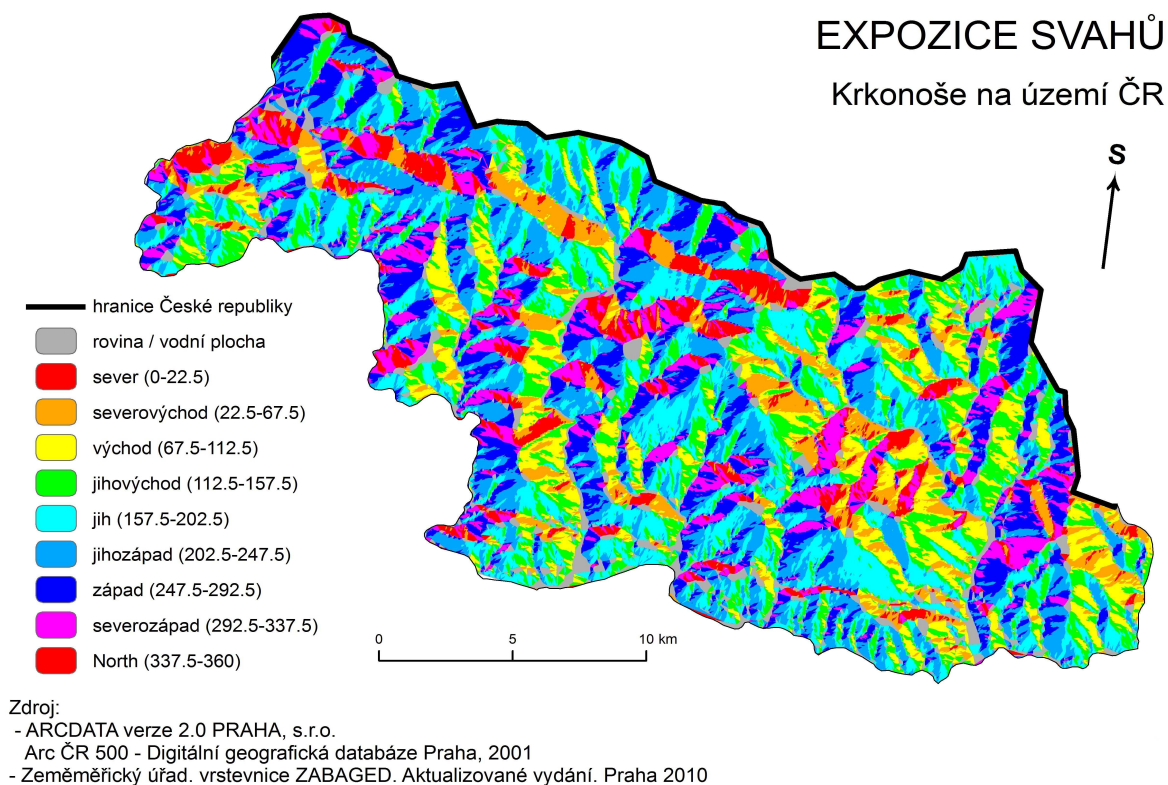 EXPOZICE SVAHŮ
Krkonoše na území ČR
S
hranice České republiky
rovina / vodní plocha
sever (0-22.5)
severovýchod (22.5-67.5)
východ (67.5-112.5)
jihovýchod (112.5-157.5)
jih (157.5-202.5)
jihozápad (202.5-247.5)
západ (247.5-292.5)
severozápad (292.5-337.5)
North (337.5-360)
0 5 10 km
Zdroj:
- ARCDATA verze 2.0 PRAHA, s.r.o.
Arc ČR 500 - Digitální geografická databáze Praha, 2001
- Zeměměřický úřad. vrstevnice ZABAGED. Aktualizované vydání. Praha 2010